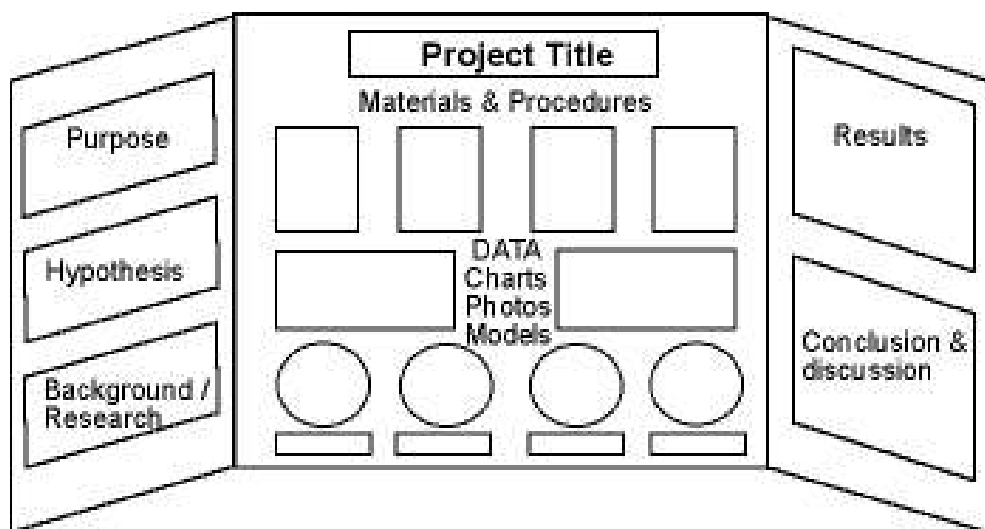 Purpose
Hypothesis
Background /
Research
Project Title
Materials & Procedures
DATA
Charts
Photos
Models
Results
Conclusion &
discussion